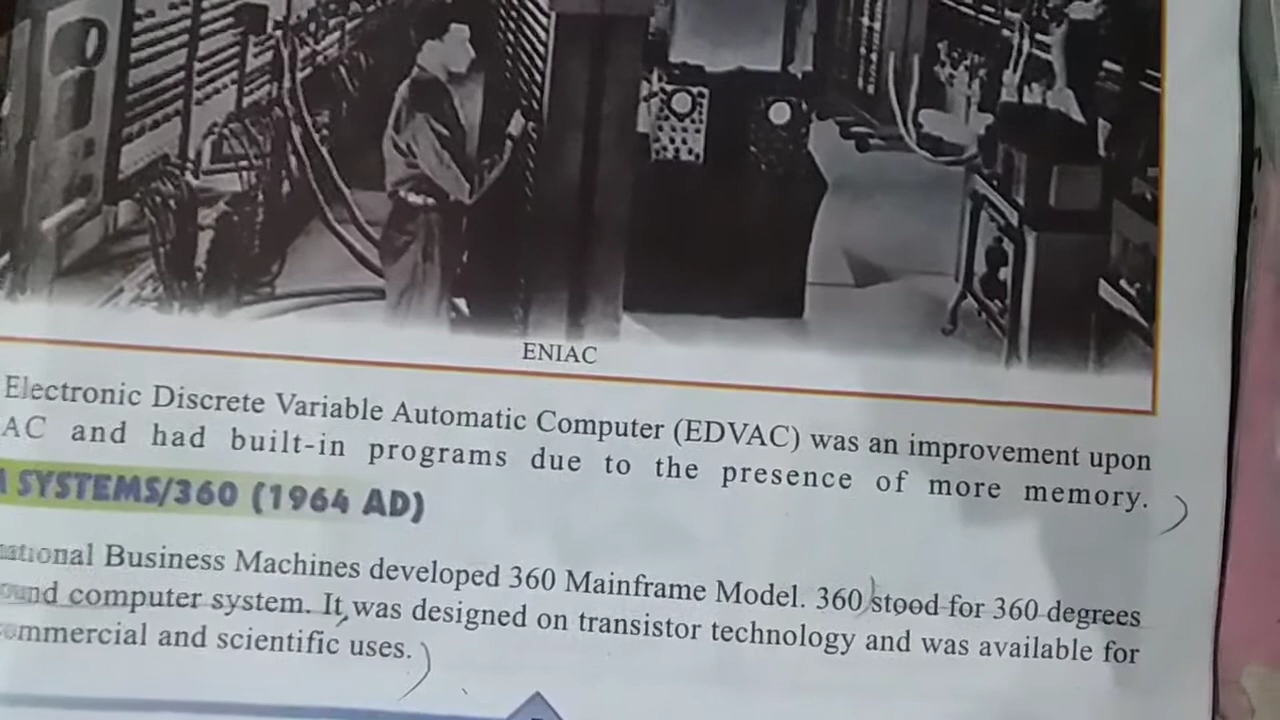 ENIAC
Electronic Discrete Variable Automatic Computer (EDVAC) was an improvement upon
AC and had built-in programs due to the presence of more memory.
SYSTEMS/360 (1964 AD)
Business Machines developed 360 Mainframe Model. 360 stood for 360 degrees
computer system. It was designed on transistor technology and was available for
commercial and scientific uses.